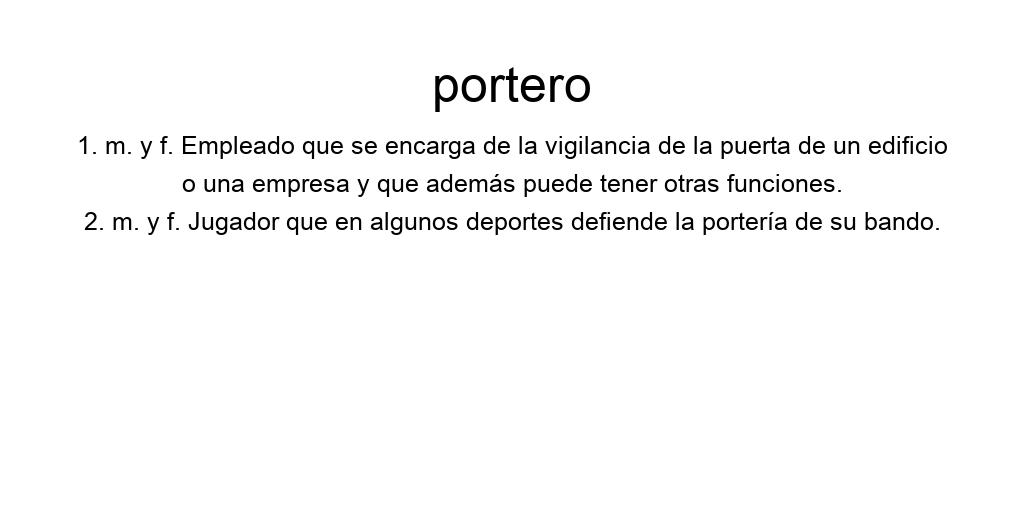 portero
1. m. y f. Empleado que se encarga de la vigilancia de la puerta de un edificio
o una empresa y que además puede tener otras funciones.
2. m. y f. Jugador que en algunos deportes defiende la portería de su bando.